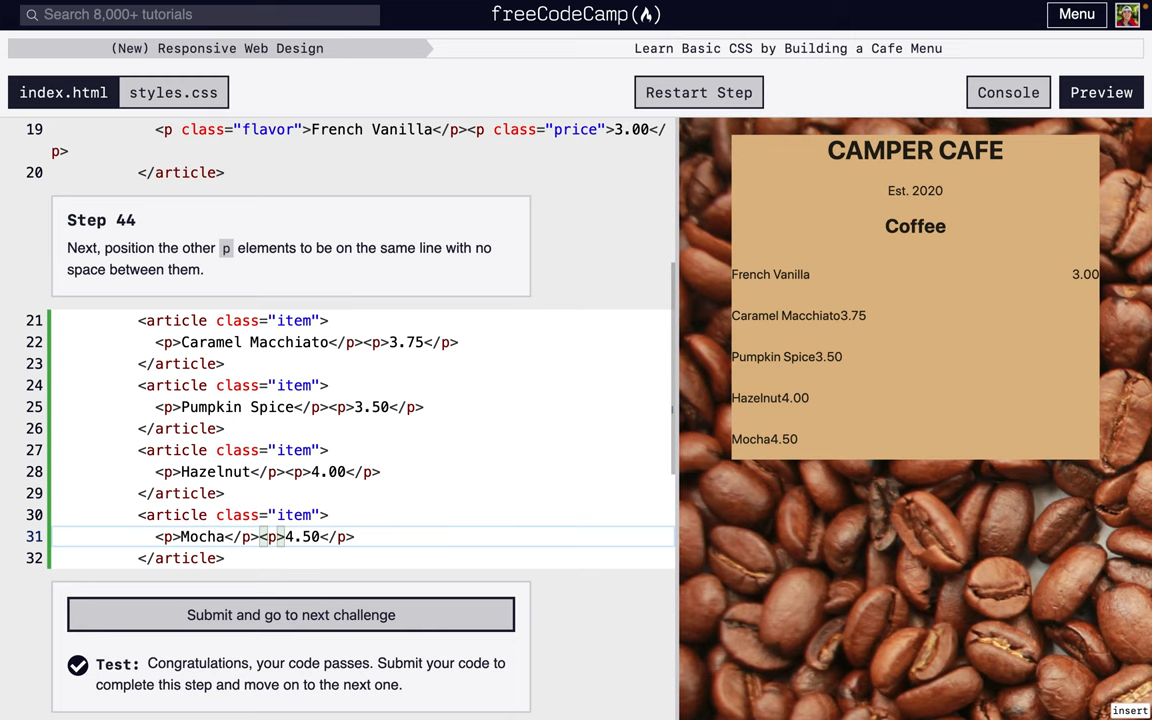 Search 8,000+ tutorials
freeCodeCamp
Menu
(New) Responsive Web Design
Learn Basic CSS by Building a Cafe Menu
index.html
styles.css
Restart Step
Console
Preview
19 <p class="flavor">French Vanilla</p><p class="price">3.00</
p>
20 </article>
Step 44
Next, position the other p elements to be on the same line with no
space between them.
21 <article class="item">
22 <p>Caramel Macchiato</p><p>3.75</p>
23 </article>
24 <article class="item">
25 <p>Pumpkin Spice</p><p>3.50</p>
26 </article>
27 <article class="item">
28 <p>Hazelnut</p><p>4.00</p>
29 </article>
30 <article class="item">
31 <p>Mocha</p><p>4.50</p>
32 </article>
Submit and go to next challenge
Test: Congratulations, your code passes. Submit your code to
complete this step and move on to the next one.
CAMPER CAFE
Est. 2020
Coffee
French Vanilla 3.00
Caramel Macchiato3.75
Pumpkin Spice3.50
Hazelnut4.00
Mocha4.50
insert